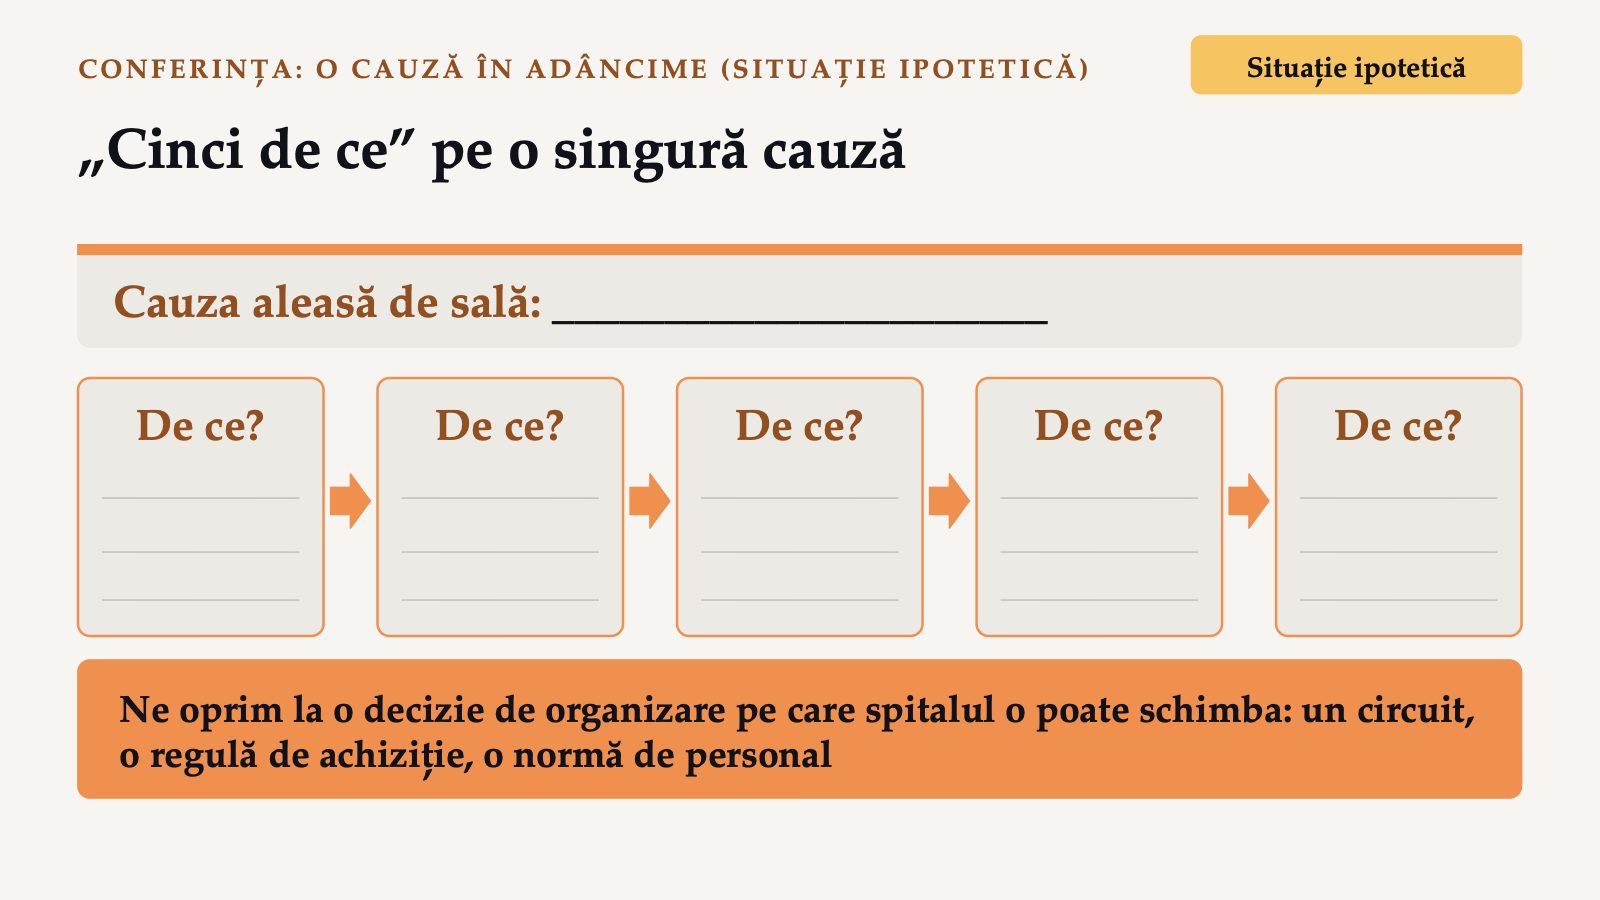 CONFERINȚA: O CAUZĂ ÎN ADÂNCIME (SITUAȚIE IPOTETICĂ)
Situație ipotetică
„Cinci de ce” pe o singură cauză
Cauza aleasă de sală: ______________________
De ce?
De ce?
De ce?
De ce?
De ce?
Ne oprim la o decizie de organizare pe care spitalul o poate schimba: un circuit,
o regulă de achiziție, o normă de personal